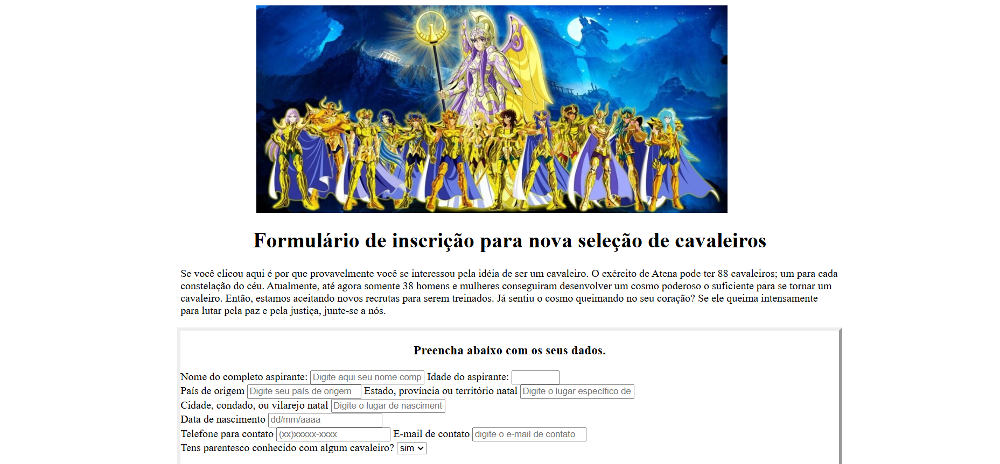 Formulário de inscrição para nova seleção de cavaleiros
Se você clicou aqui é por que provavelmente você se interessou pela idéia de ser um cavaleiro. O exército de Atena pode ter 88 cavaleiros; um para cada
constelação do céu. Atualmente, até agora somente 38 homens e mulheres conseguiram desenvolver um cosmo poderoso o suficiente para se tornar um
cavaleiro. Então, estamos aceitando novos recrutas para serem treinados. Já sentiu o cosmo queimando no seu coração? Se ele queima intensamente
para lutar pela paz e pela justiça, junte-se a nós.
Preencha abaixo com os seus dados.
Nome do completo aspirante: Digite aqui seu nome comp Idade do aspirante:
País de origem Digite seu país de origem Estado, província ou território natal Digite o lugar específico de
Cidade, condado, ou vilarejo natal Digite o lugar de nasciment
Data de nascimento dd/mm/aaaa
Telefone para contato (xx)xxxxx-xxxx E-mail de contato digite o e-mail de contato
Tens parentesco conhecido com algum cavaleiro? sim